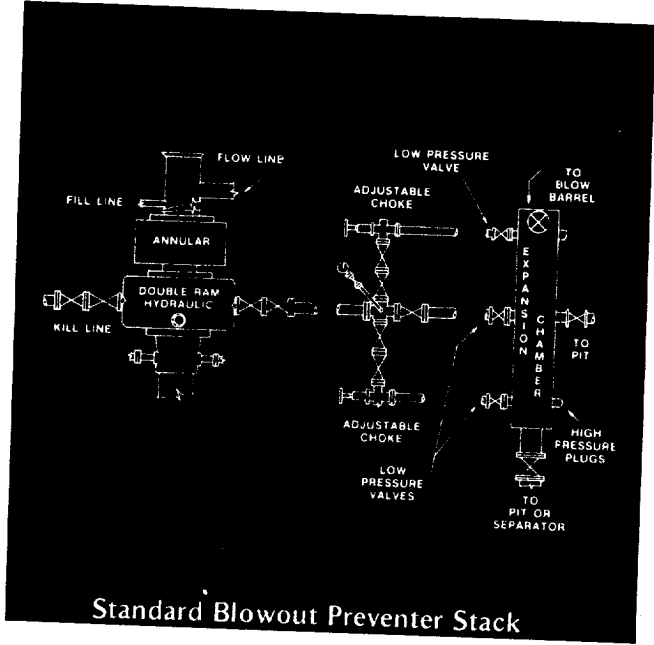 FLOW LINE
FILL LINE
ANNULAR
DOUBLE RAM
HYDRAULIC
KILL LINE
LOW PRESSURE
VALVE
ADJUSTABLE
CHOKE
TO
BLOW
BARREL
EXPANSION
CHAMBER
TO
PIT
ADJUSTABLE
CHOKE
LOW
PRESSURE
VALVES
HIGH
PRESSURE
PLUGS
TO
PIT OR
SEPARATOR
Standard Blowout Preventer Stack